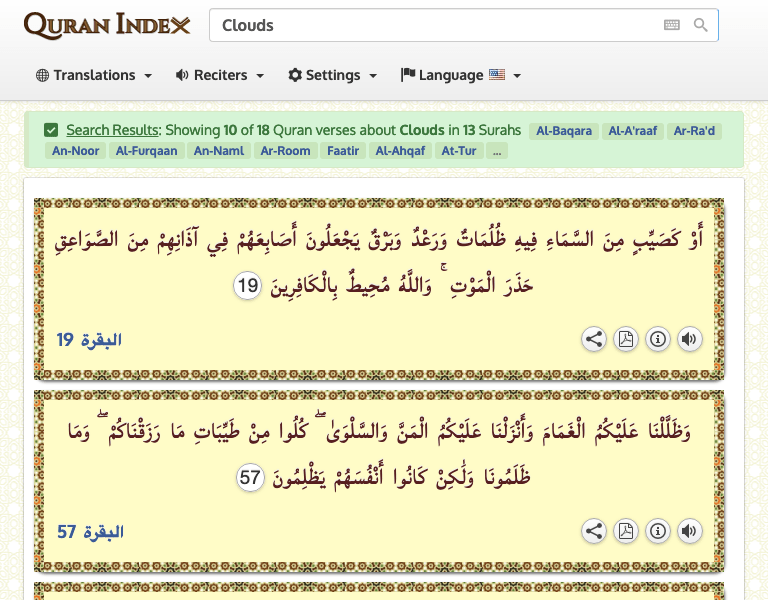 QURAN INDEX
Clouds
Translations Reciters Settings Language
Search Results: Showing 10 of 18 Quran verses about Clouds in 13 Surahs Al-Baqara Al-A'raaf Ar-Ra'd
An-Noor Al-Furqaan An-Naml Ar-Room Faatir Al-Ahqaf At-Tur ...
أَوْ كَصَيِّبٍ مِنَ السَّمَاءِ فِيهِ ظُلُمَاتٌ وَرَعْدٌ وَبَرْقٌ يَجْعَلُونَ أَصَابِعَهُمْ فِي آذَانِهِمْ مِنَ الصَّوَاعِقِ
حَذَرَ الْمَوْتِ ۚ وَاللَّهُ مُحِيطٌ بِالْكَافِرِينَ 19
البقرة 19
وَظَلَّلْنَا عَلَيْكُمُ الْغَمَامَ وَأَنْزَلْنَا عَلَيْكُمُ الْمَنَّ وَالسَّلْوَىٰ ۖ كُلُوا مِنْ طَيِّبَاتِ مَا رَزَقْنَاكُمْ ۖ وَمَا
ظَلَمُونَا وَلَٰكِنْ كَانُوا أَنْفُسَهُمْ يَظْلِمُونَ 57
البقرة 57